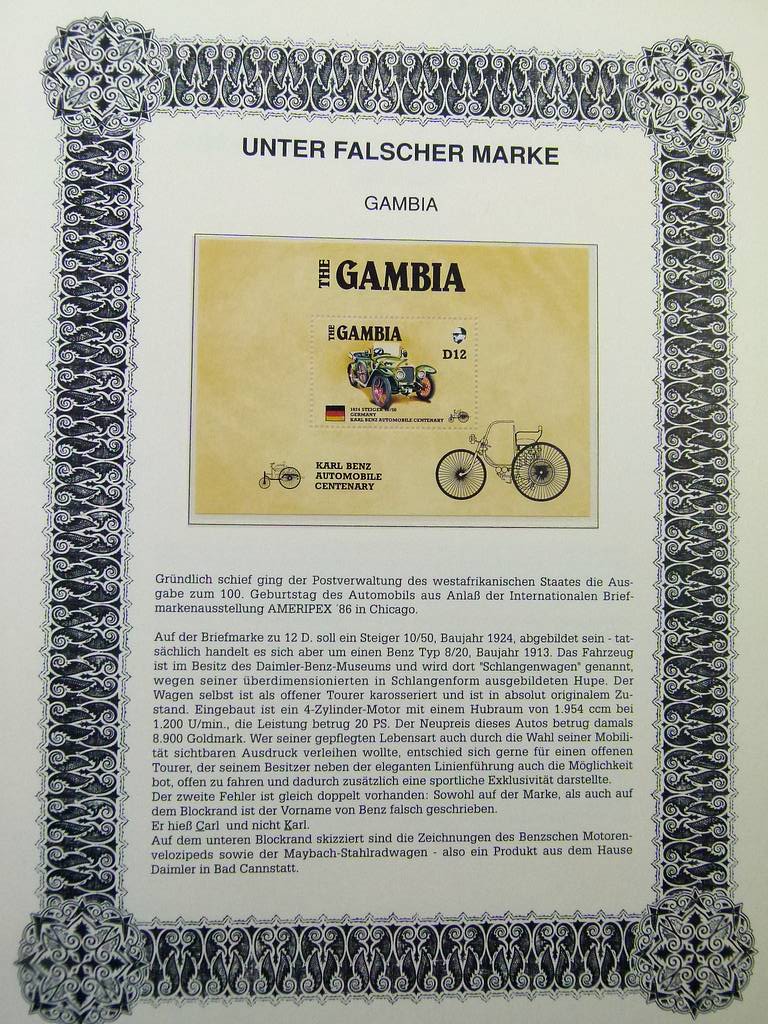 UNTER FALSCHER MARKE
GAMBIA
THE GAMBIA
THE GAMBIA
D12
1924 STEIGER 10/50
GERMANY
KARL BENZ AUTOMOBILE CENTENARY
KARL BENZ
AUTOMOBILE
CENTENARY
Gründlich schief ging der Postverwaltung des westafrikanischen Staates die Aus-
gabe zum 100. Geburtstag des Automobils aus Anlaß der Internationalen Brief-
markenausstellung AMERIPEX '86 in Chicago.
Auf der Briefmarke zu 12 D. soll ein Steiger 10/50, Baujahr 1924, abgebildet sein - tat-
sächlich handelt es sich aber um einen Benz Typ 8/20, Baujahr 1913. Das Fahrzeug
ist im Besitz des Daimler-Benz-Museums und wird dort "Schlangenwagen" genannt,
wegen seiner überdimensionierten in Schlangenform ausgebildeten Hupe. Der
Wagen selbst ist als offener Tourer karosseriert und ist in absolut originalem Zu-
stand. Eingebaut ist ein 4-Zylinder-Motor mit einem Hubraum von 1.954 ccm bei
1.200 U/min., die Leistung betrug 20 PS. Der Neupreis dieses Autos betrug damals
8.900 Goldmark. Wer seiner gepflegten Lebensart auch durch die Wahl seiner Mobili-
tät sichtbaren Ausdruck verleihen wollte, entschied sich gerne für einen offenen
Tourer, der seinem Besitzer neben der eleganten Linienführung auch die Möglichkeit
bot, offen zu fahren und dadurch zusätzlich eine sportliche Exklusivität darstellte.
Der zweite Fehler ist gleich doppelt vorhanden: Sowohl auf der Marke, als auch auf
dem Blockrand ist der Vorname von Benz falsch geschrieben.
Er hieß Carl und nicht Karl.
Auf dem unteren Blockrand skizziert sind die Zeichnungen des Benzschen Motoren-
velozipeds sowie der Maybach-Stahlradwagen - also ein Produkt aus dem Hause
Daimler in Bad Cannstatt.